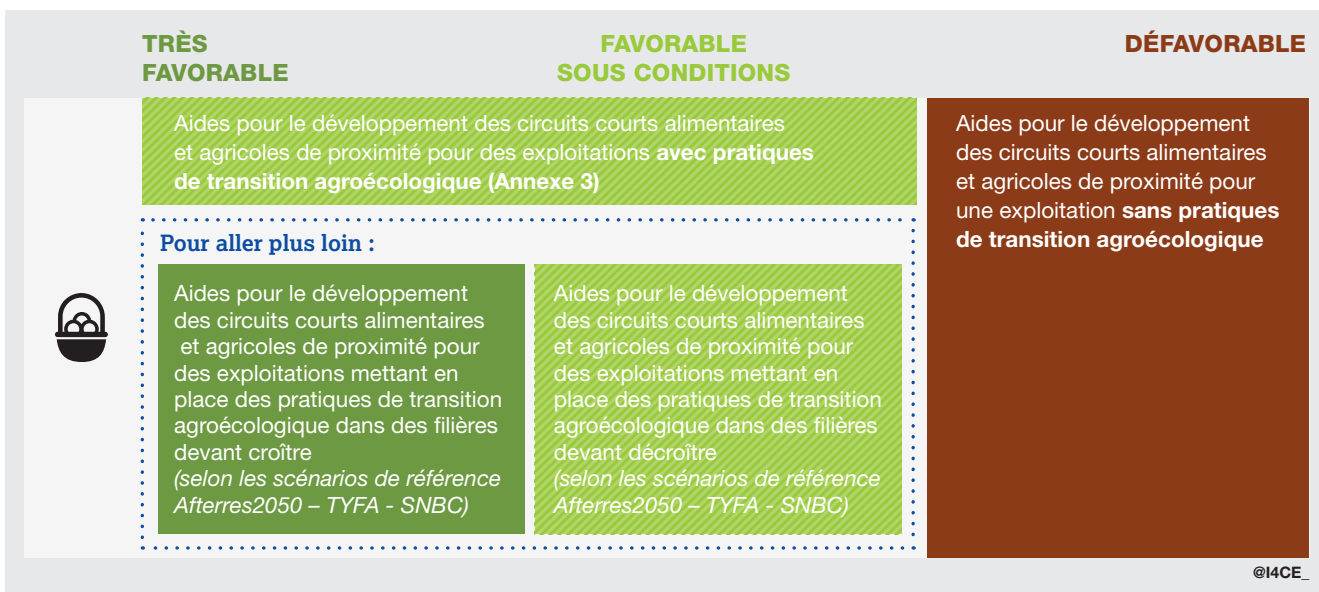 TRÈS
FAVORABLE
FAVORABLE
SOUS CONDITIONS
DÉFAVORABLE
Aides pour le développement des circuits courts alimentaires
et agricoles de proximité pour des exploitations avec pratiques
de transition agroécologique (Annexe 3)
Pour aller plus loin :
Aides pour le développement
des circuits courts alimentaires
et agricoles de proximité pour
des exploitations mettant en
place des pratiques de transition
agroécologique dans des filières
devant croître
(selon les scénarios de référence
Afterres2050 – TYFA - SNBC)
Aides pour le développement
des circuits courts alimentaires
et agricoles de proximité pour
des exploitations mettant en
place des pratiques de transition
agroécologique dans des filières
devant décroître
(selon les scénarios de référence
Afterres2050 – TYFA - SNBC)
Aides pour le développement
des circuits courts alimentaires
et agricoles de proximité pour
une exploitation sans pratiques
de transition agroécologique
@I4CE_